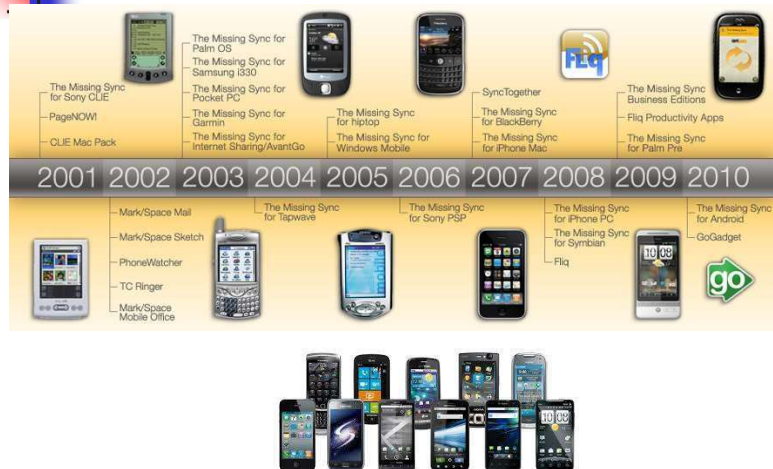 The Missing Sync
for Sony CLIE
PageNOW!
CLIE Mac Pack
The Missing Sync for
Palm OS
The Missing Sync for
Samsung i330
The Missing Sync for
Pocket PC
The Missing Sync for
Garmin
The Missing Sync for
Internet Sharing/AvantGo
The Missing Sync
for hiptop
The Missing Sync for
Windows Mobile
SyncTogether
The Missing Sync
for BlackBerry
The Missing Sync
for iPhone Mac
FLiq
The Missing Sync
Business Editions
Fliq Productivity Apps
The Missing Sync
for Palm Pre
2001 2002 2003 2004 2005 2006 2007 2008 2009 2010
Mark/Space Mail
Mark/Space Sketch
PhoneWatcher
TC Ringer
Mark/Space
Mobile Office
The Missing Sync
for Tapwave
The Missing Sync
for Sony PSP
The Missing Sync
for iPhone PC
The Missing Sync
for Symbian
Fliq
The Missing Sync
for Android
GoGadget
10 08
go